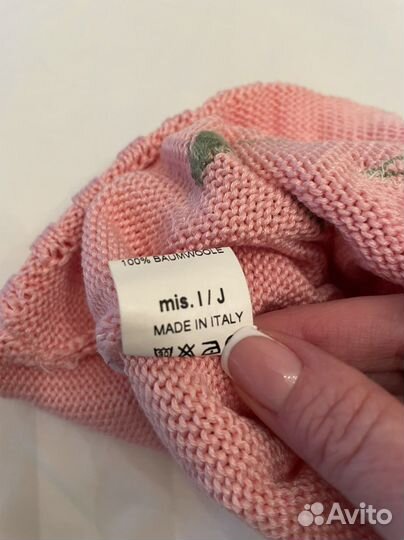 100% BAUMWOLLE
mis. I / J
MADE IN ITALY
Avito